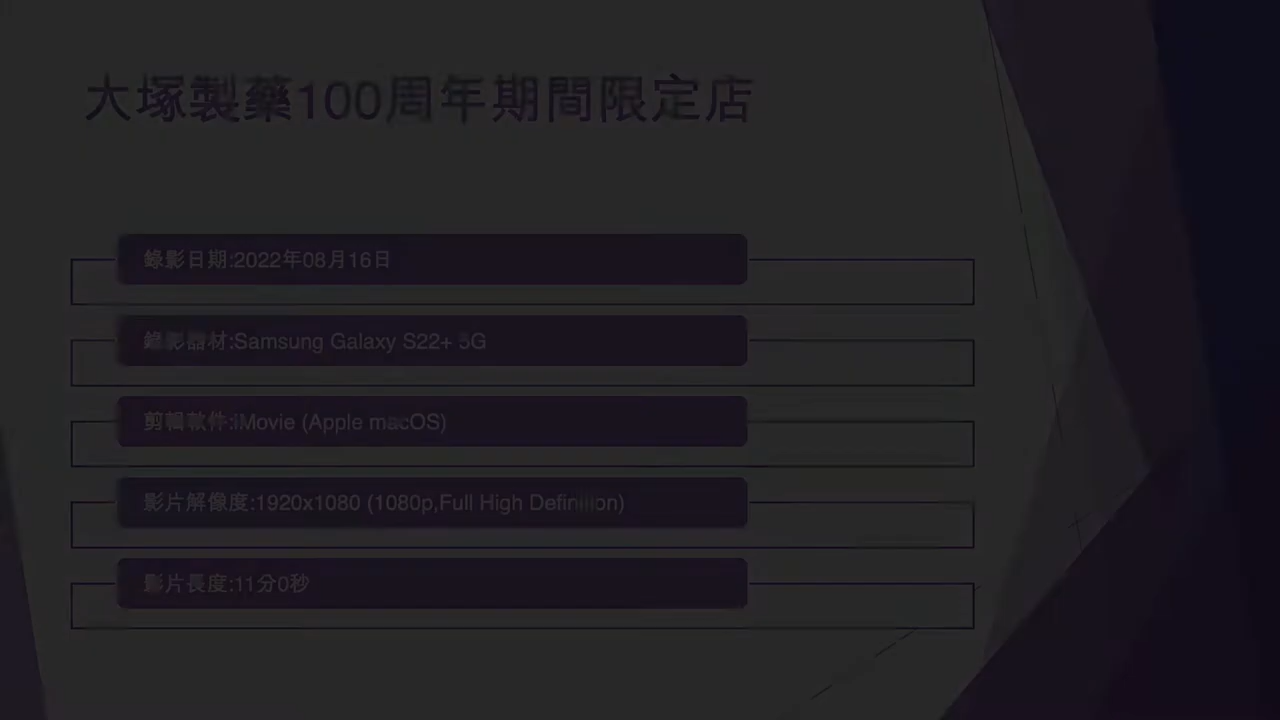 大塚製藥100周年期間限定店
錄影日期:2022年08月16日
錄影器材:Samsung Galaxy S22+ 5G
剪輯軟件:iMovie (Apple macOS)
影片解像度:1920x1080 (1080p,Full High Definition)
影片長度:11分0秒